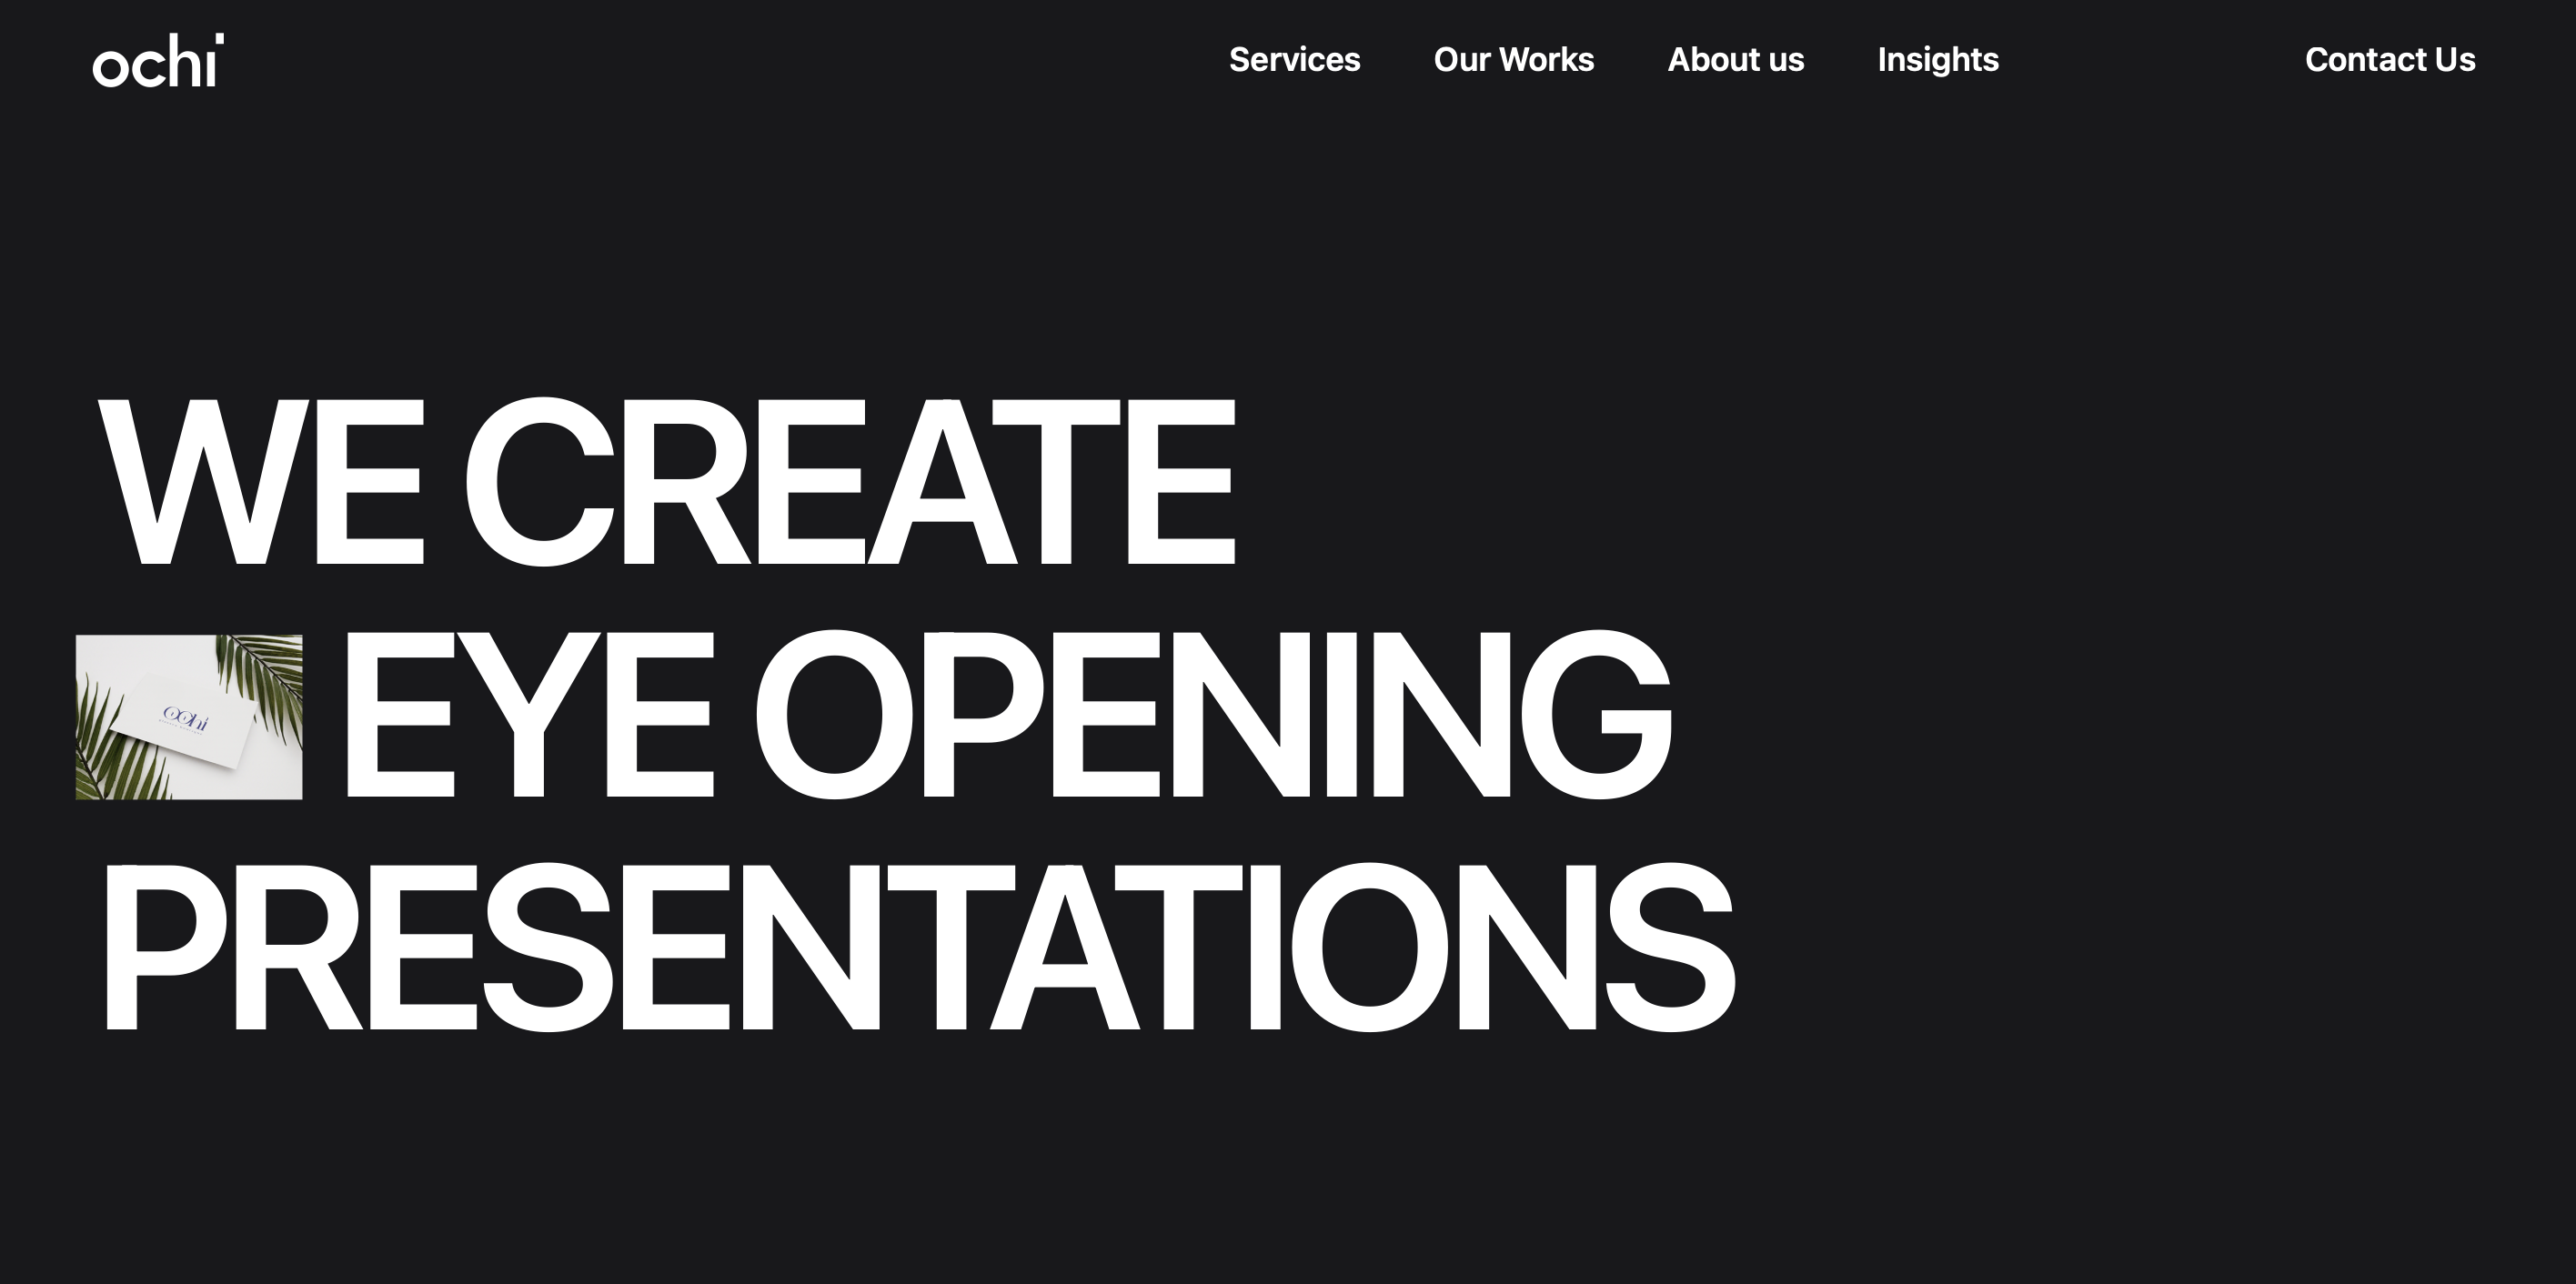 ochi
Services
Our Works
About us
Insights
Contact Us
WE CREATE
EYE OPENING
ochi
PRESENTATIONS